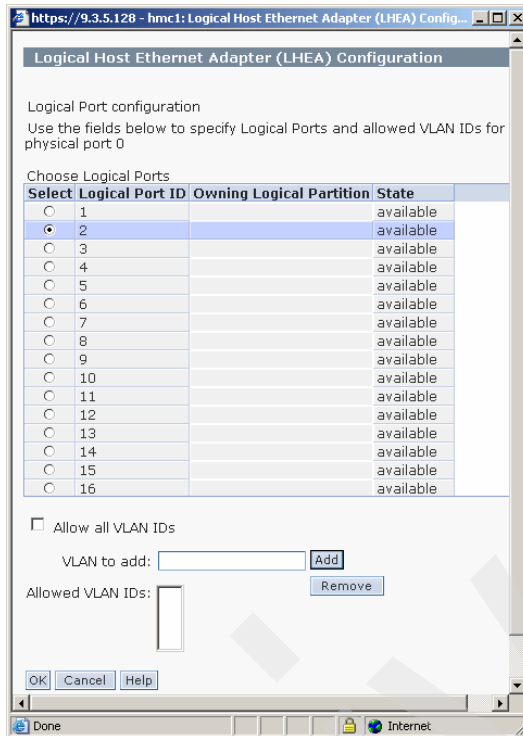 https://9.3.5.128 - hmc1: Logical Host Ethernet Adapter (LHEA) Config...
Logical Host Ethernet Adapter (LHEA) Configuration
Logical Port configuration
Use the fields below to specify Logical Ports and allowed VLAN IDs for
physical port 0
Choose Logical Ports
Select Logical Port ID Owning Logical Partition State
1 available
2 available
3 available
4 available
5 available
6 available
7 available
8 available
9 available
10 available
11 available
12 available
13 available
14 available
15 available
16 available
Allow all VLAN IDs
VLAN to add: Add
Remove
Allowed VLAN IDs:
OK Cancel Help
Done Internet